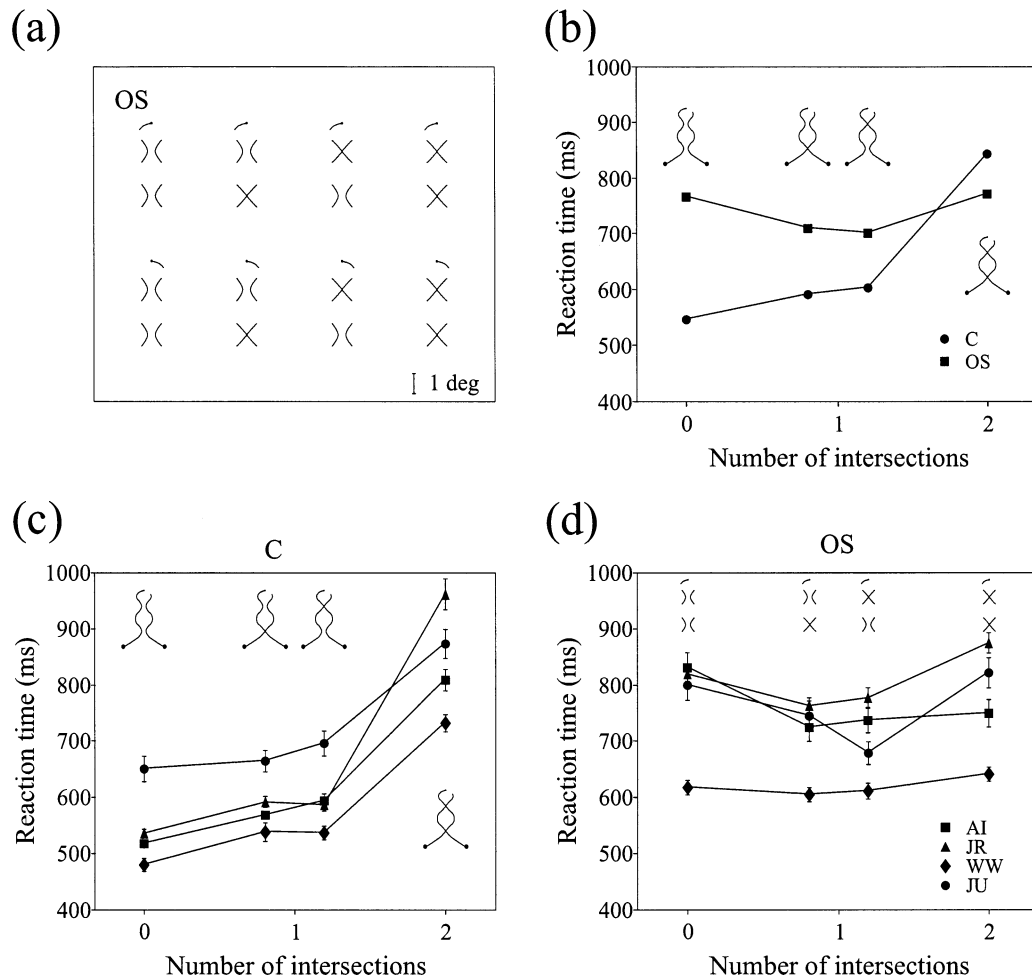 (a)
OS
1 deg
(b)
1000
900
800
700
600
500
400
Reaction time (ms)
C
OS
0
1
2
Number of intersections
(c)
C
1000
900
800
700
600
500
400
Reaction time (ms)
0
1
2
Number of intersections
(d)
OS
1000
900
800
700
600
500
400
Reaction time (ms)
AI
JR
WW
JU
0
1
2
Number of intersections